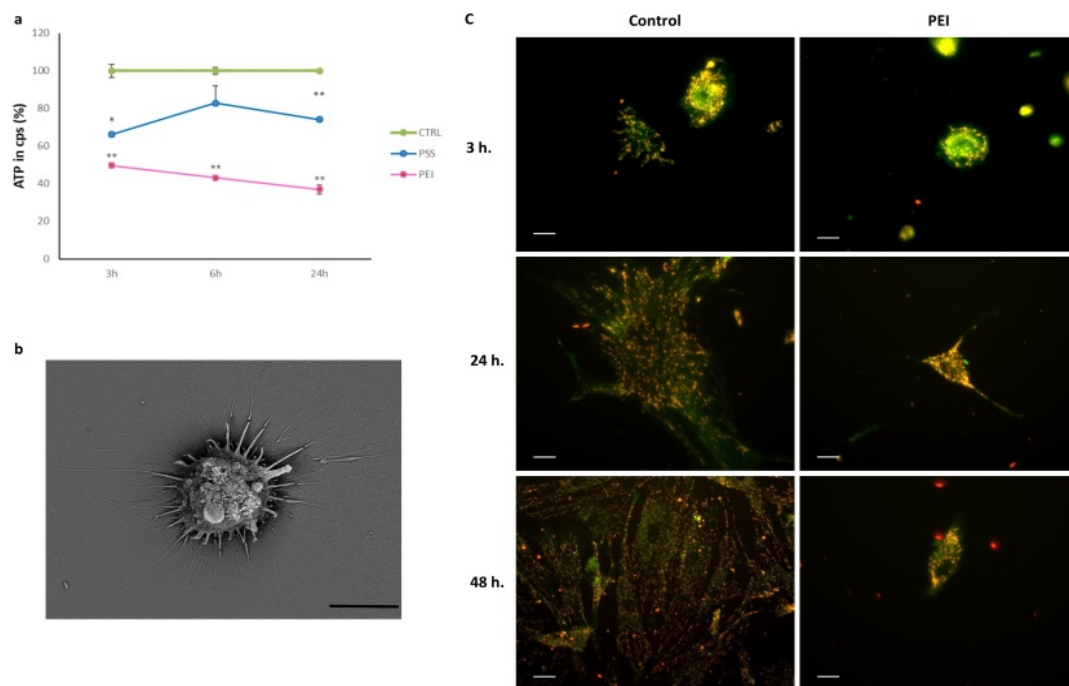 a
120
100
80
60
40
20
0
ATP in cps (%)
*
**
**
**
**
3h
6h
24h
CTRL
PSS
PEI
b
C
Control
PEI
3 h.
24 h.
48 h.